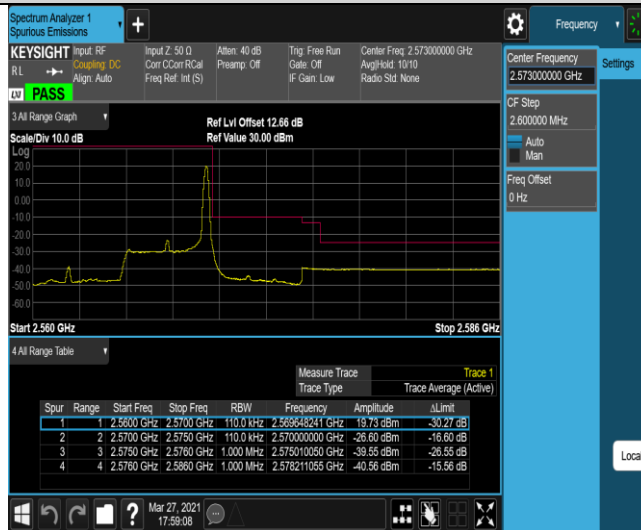 Spectrum Analyzer 1
Spurious Emissions
+
Frequency
KEYSIGHT
RL
Input: RF
Coupling: DC
Align: Auto
Input Z: 50 Ω
Corr CCorr RCal
Freq Ref: Int (S)
Atten: 40 dB
Preamp: Off
Trig: Free Run
Gate: Off
IF Gain: Low
Center Freq: 2.573000000 GHz
Avg|Hold: 10/10
Radio Std: None
LXI PASS
Center Frequency
2.573000000 GHz
Settings
CF Step
2.600000 MHz
Auto
Man
Freq Offset
0 Hz
3 All Range Graph
Scale/Div 10.0 dB
Ref Lvl Offset 12.66 dB
Ref Value 30.00 dBm
Log
20.0
10.0
0.00
-10.0
-20.0
-30.0
-40.0
-50.0
-60.0
Start 2.560 GHz Stop 2.586 GHz
4 All Range Table
Measure Trace Trace 1
Trace Type Trace Average (Active)
Spur Range Start Freq Stop Freq RBW Frequency Amplitude ΔLimit
1 1 2.5600 GHz 2.5700 GHz 110.0 kHz 2.569648241 GHz 19.73 dBm -30.27 dB
2 2 2.5700 GHz 2.5750 GHz 110.0 kHz 2.570000000 GHz -26.60 dBm -16.60 dB
3 3 2.5750 GHz 2.5760 GHz 1.000 MHz 2.575010050 GHz -39.55 dBm -26.55 dB
4 4 2.5760 GHz 2.5860 GHz 1.000 MHz 2.578211055 GHz -40.56 dBm -15.56 dB
Local
?
Mar 27, 2021
17:59:08